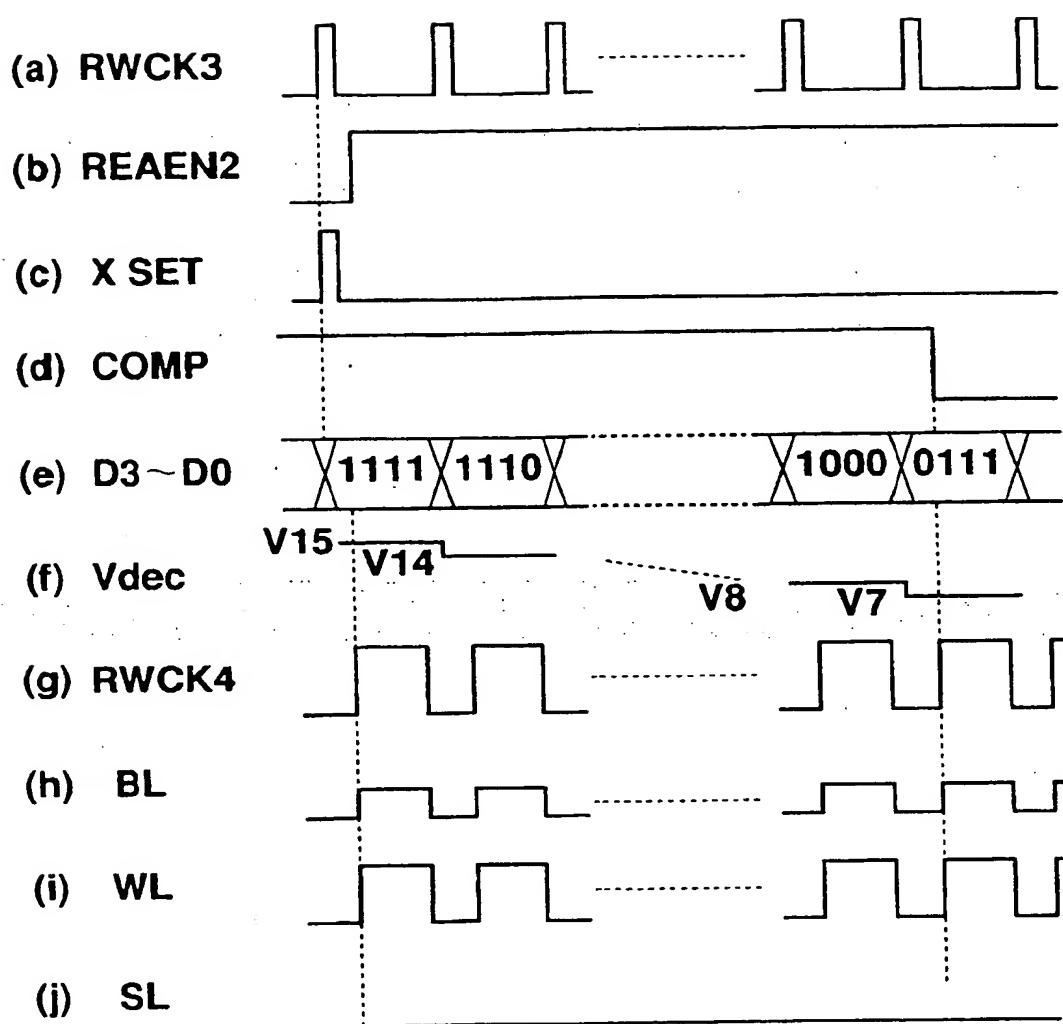 (a) RWCK3
(b) REAEN2
(c) X SET
(d) COMP
(e) D3~D0 1111 1110 1000 0111
(f) Vdec V15 V14 V8 V7
(g) RWCK4
(h) BL
(i) WL
(j) SL